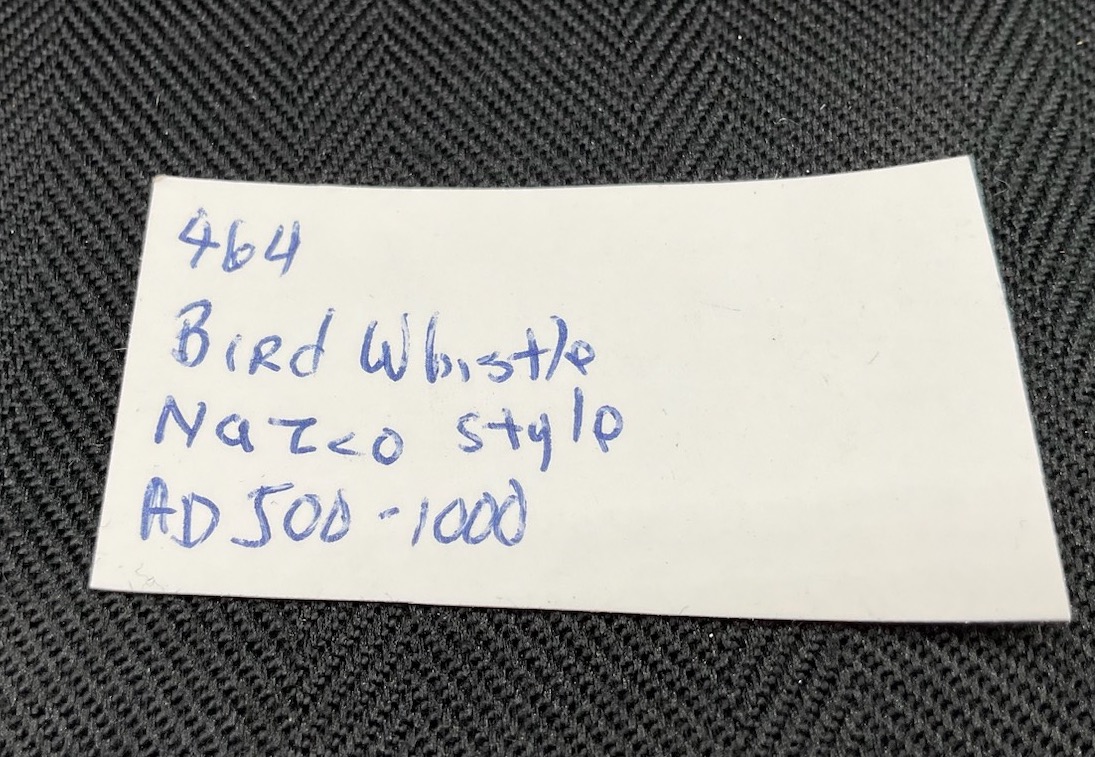 464
Bird Whistle
Nazco style
AD 500-1000